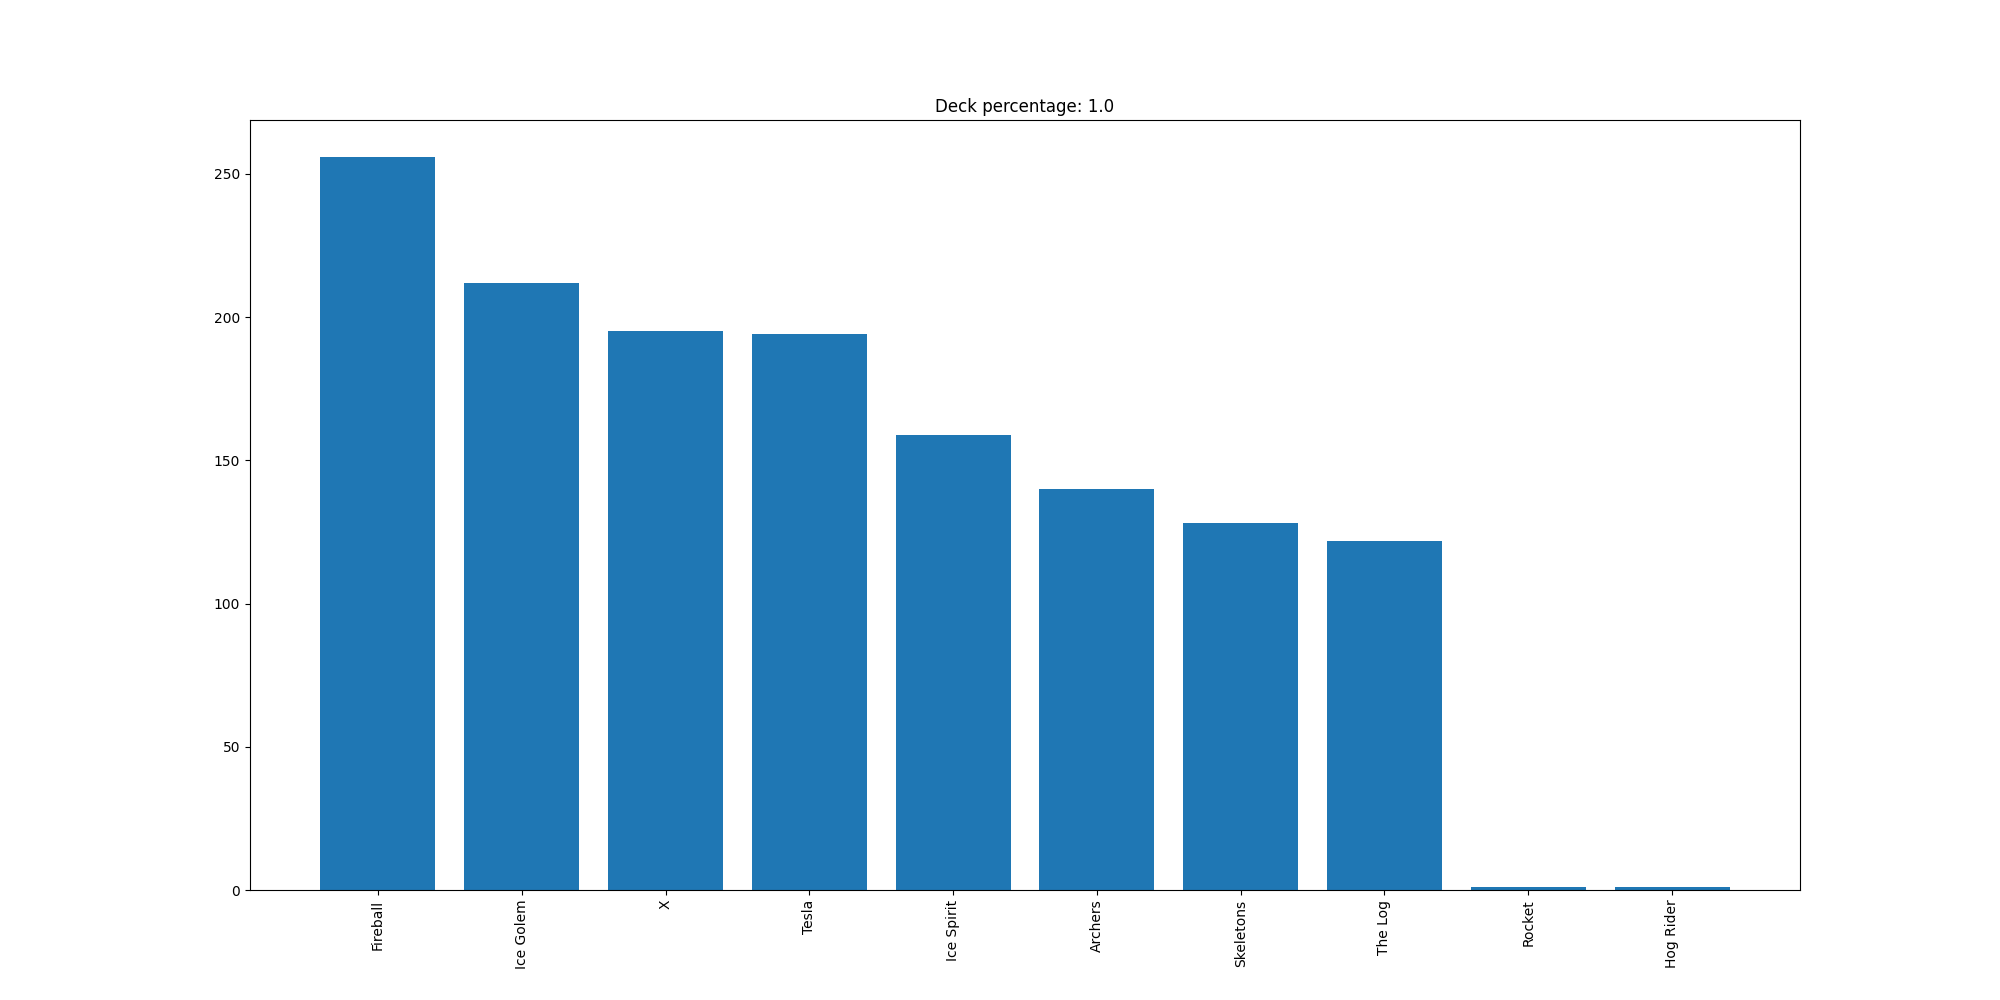 Deck percentage: 1.0
250
200
150
100
50
0
Fireball
Ice Golem
X
Tesla
Ice Spirit
Archers
Skeletons
The Log
Rocket
Hog Rider